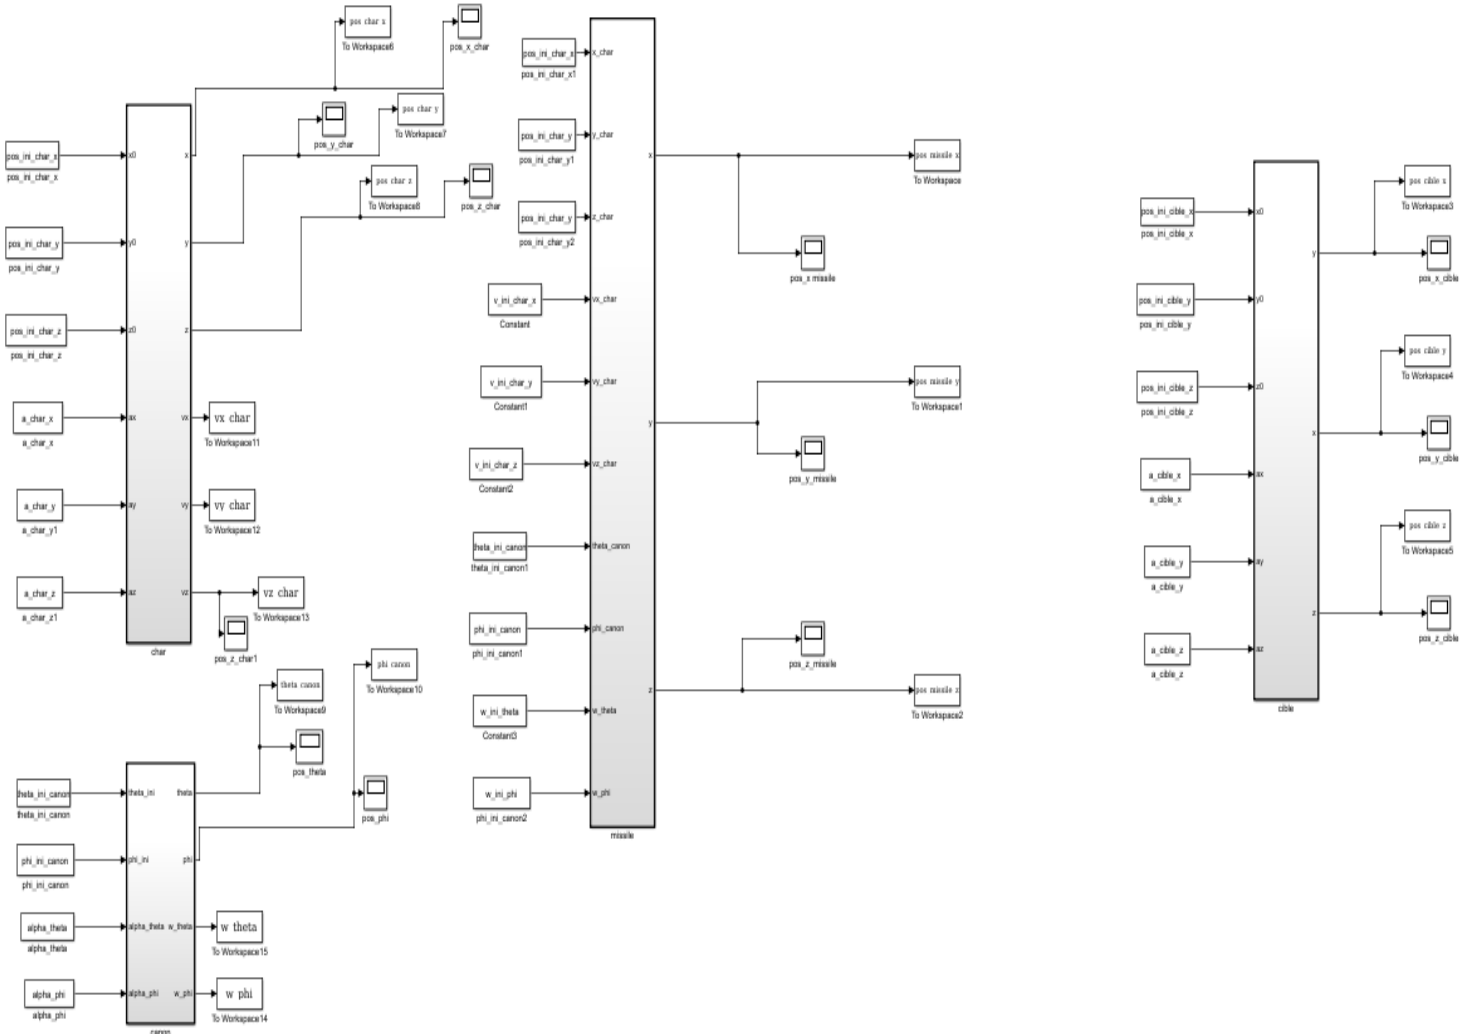 pos char x
To Workspace6
pos_x_char
pos_y_char
pos char y
To Workspace7
pos char z
To Workspace8
pos_z_char
pos_ini_char_x
pos_ini_char_x
x0
x
pos_ini_char_y
pos_ini_char_y
y0
y
pos_ini_char_z
pos_ini_char_z
z0
z
a_char_x
a_char_x
ax
vx
vx char
To Workspace11
a_char_y
a_char_y1
ay
vy
vy char
To Workspace12
a_char_z
a_char_z1
az
vz
vz char
To Workspace13
pos_z_char1
char
theta canon
To Workspace9
phi canon
To Workspace10
pos_theta
pos_phi
theta_ini_canon
theta_ini_canon
theta_ini
theta
phi_ini_canon
phi_ini_canon
phi_ini
phi
alpha_theta
alpha_theta
alpha_theta
w_theta
w theta
To Workspace15
alpha_phi
alpha_phi
alpha_phi
w_phi
w phi
To Workspace14
canon
pos_ini_char_x
pos_ini_char_x1
x_char
pos_ini_char_y
pos_ini_char_y1
y_char
pos_ini_char_y
pos_ini_char_y2
z_char
v_ini_char_x
Constant
vx_char
v_ini_char_y
Constant1
vy_char
v_ini_char_z
Constant2
vz_char
theta_ini_canon
theta_ini_canon1
theta_canon
phi_ini_canon
phi_ini_canon1
phi_canon
w_ini_theta
Constant3
w_theta
w_ini_phi
phi_ini_canon2
w_phi
missile
x
pos missile x
To Workspace
pos_x missile
y
pos missile y
To Workspace1
pos_y_missile
z
pos_z_missile
pos missile z
To Workspace2
pos_ini_cible_x
pos_ini_cible_x
x0
pos_ini_cible_y
pos_ini_cible_y
y0
pos_ini_cible_z
pos_ini_cible_z
z0
a_cible_x
a_cible_x
ax
a_cible_y
a_cible_y
ay
a_cible_z
a_cible_z
az
cible
y
pos cible x
To Workspace3
pos_x_cible
x
pos cible y
To Workspace4
pos_y_cible
z
pos cible z
To Workspace5
pos_z_cible